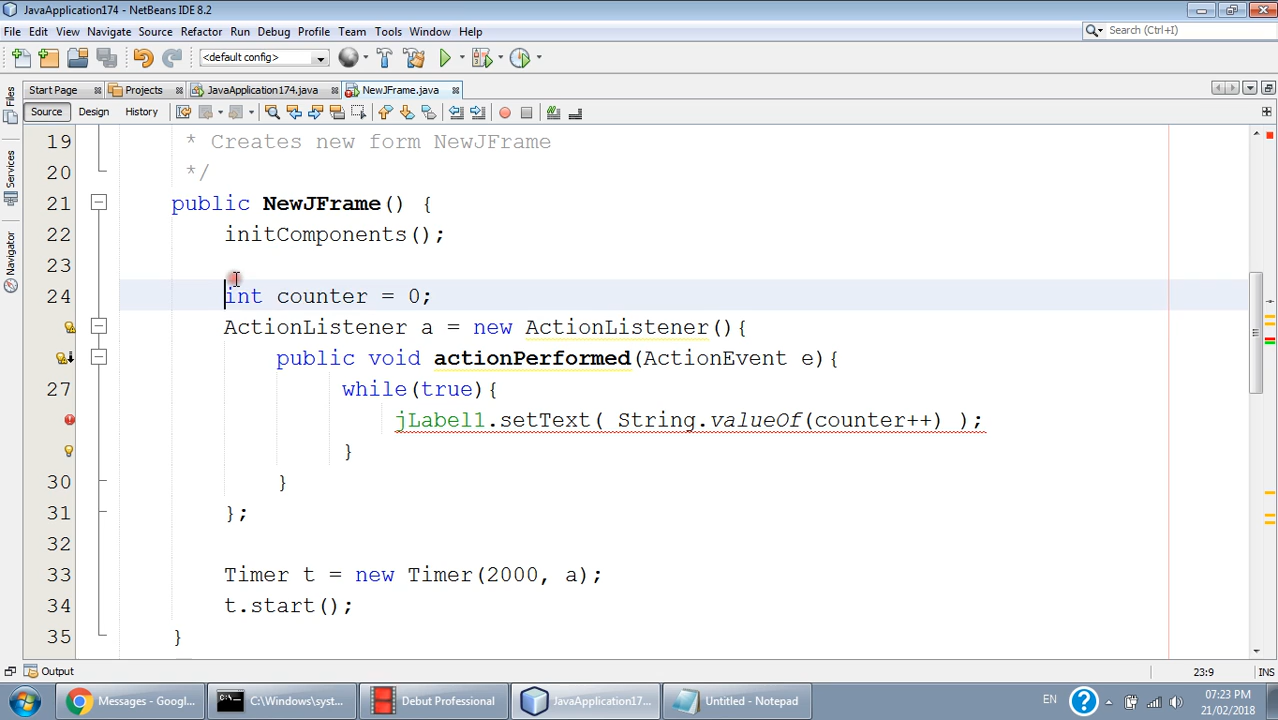 JavaApplication174 - NetBeans IDE 8.2
File Edit View Navigate Source Refactor Run Debug Profile Team Tools Window Help
Search (Ctrl+I)
<default config>
Start Page Projects JavaApplication174.java NewJFrame.java
Source Design History
Files
Services
Navigator
19 * Creates new form NewJFrame
20 */
21 public NewJFrame() {
22 initComponents();
23
24 int counter = 0;
ActionListener a = new ActionListener(){
public void actionPerformed(ActionEvent e){
27 while(true){
jLabel1.setText( String.valueOf(counter++) );
}
30 }
31 };
32
33 Timer t = new Timer(2000, a);
34 t.start();
35 }
Output
23:9 INS
Messages - Googl... C:\Windows\syst... Debut Professional JavaApplication17... Untitled - Notepad EN 07:23 PM
21/02/2018